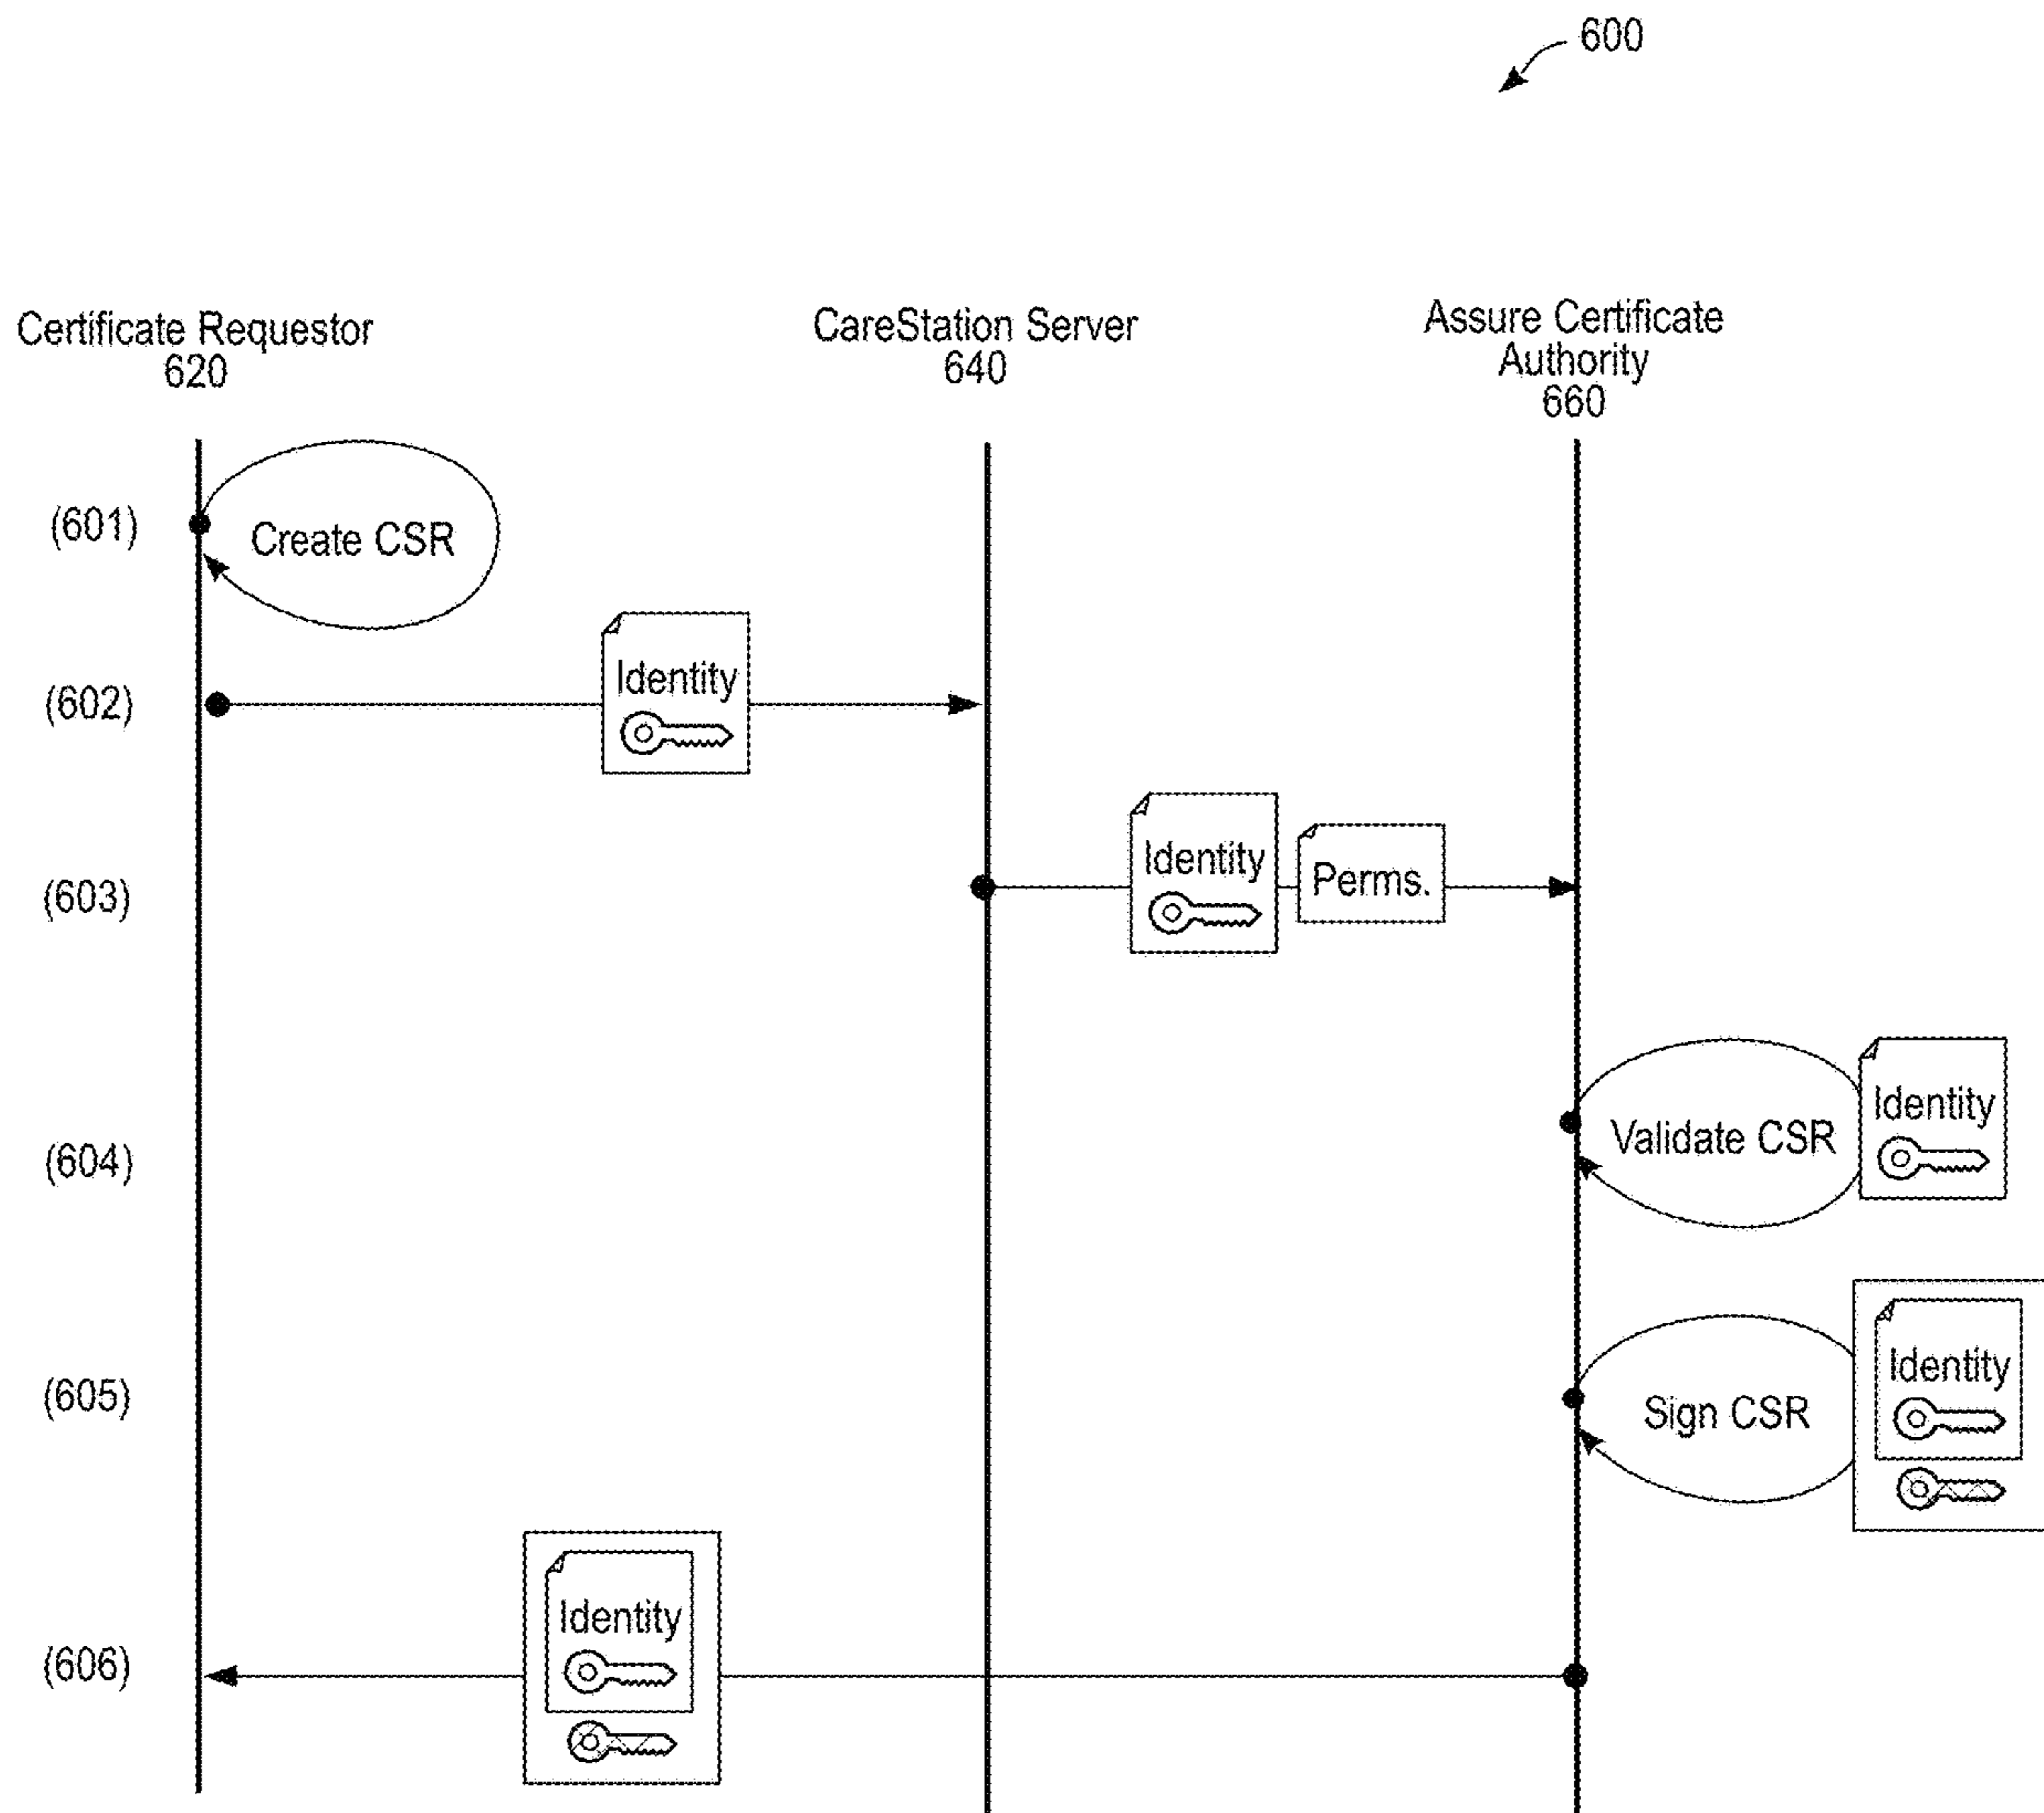 600
Certificate Requestor
620
CareStation Server
640
Assure Certificate
Authority
660
(601)
Create CSR
(602)
Identity
(603)
Identity
Perms.
(604)
Validate CSR
Identity
(605)
Sign CSR
Identity
(606)
Identity